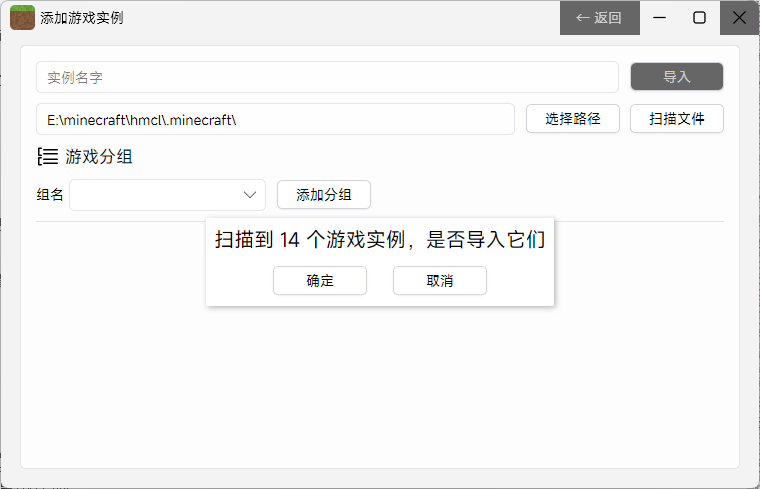 添加游戏实例
← 返回
实例名字
导入
E:\minecraft\hmcl\.minecraft\
选择路径
扫描文件
游戏分组
组名
添加分组
扫描到 14 个游戏实例，是否导入它们
确定
取消